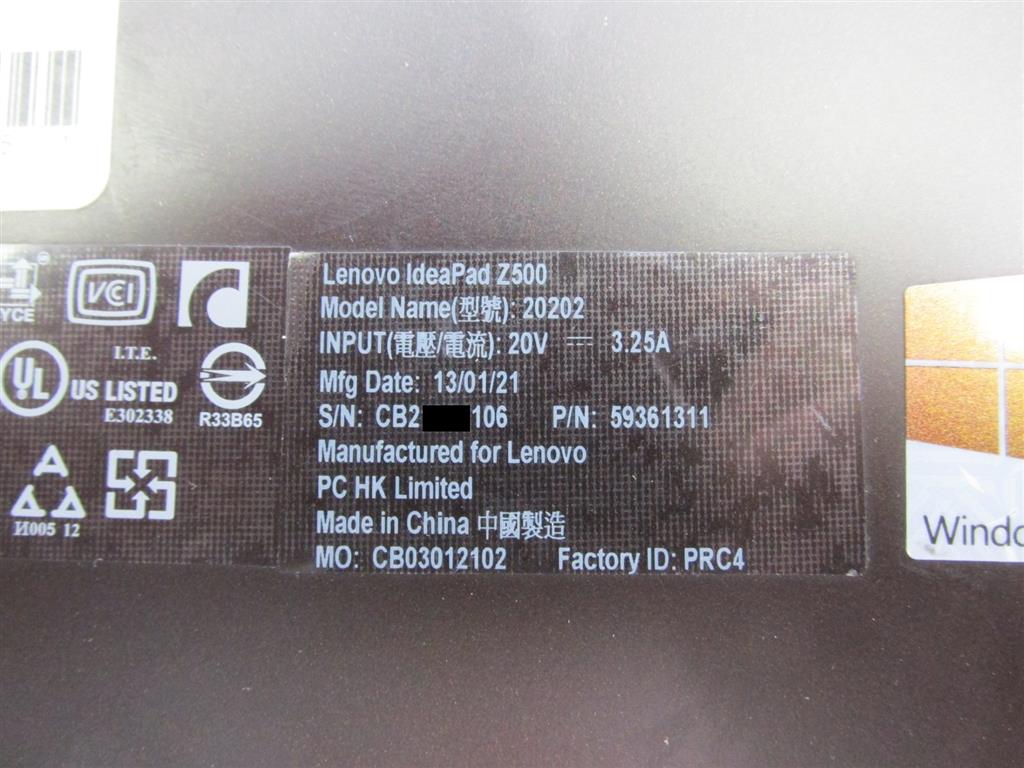 Lenovo IdeaPad Z500
Model Name(型號): 20202
INPUT(電壓/電流): 20V ⎓ 3.25A
Mfg Date: 13/01/21
S/N: CB2 106 P/N: 59361311
Manufactured for Lenovo
PC HK Limited
Made in China 中國製造
MO: CB03012102 Factory ID: PRC4
YCE
VCCI
I.T.E.
UL US LISTED
E302338
R33B65
И005 12
Windo